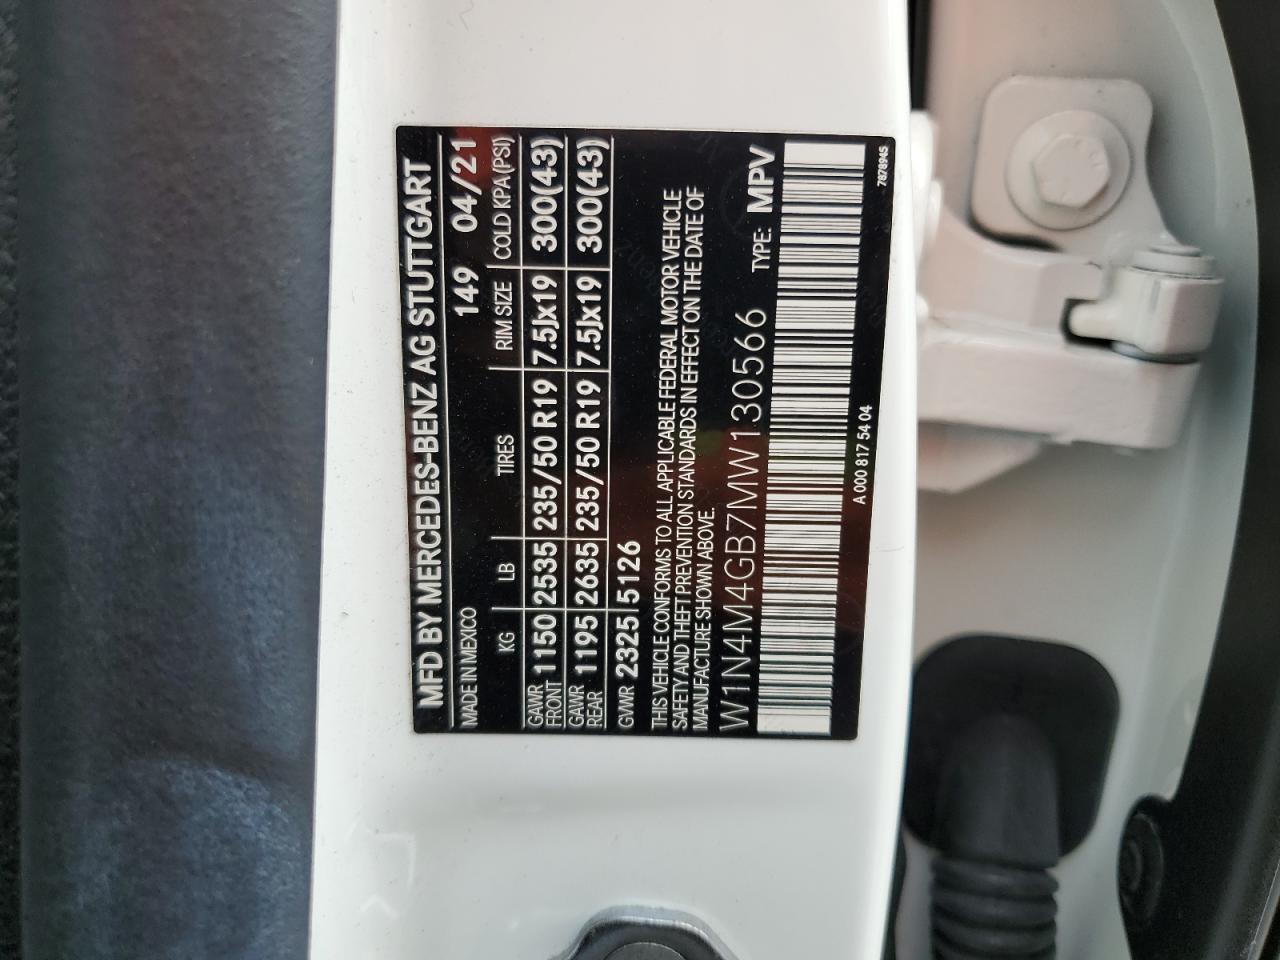 MFD BY MERCEDES-BENZ AG STUTTGART
MADE IN MEXICO 149 04/21
KG LB TIRES RIM SIZE COLD KPA(PSI)
GAWR FRONT 1150 2535 235/50 R19 7.5Jx19 300(43)
GAWR REAR 1195 2635 235/50 R19 7.5Jx19 300(43)
GVWR 2325 5126
THIS VEHICLE CONFORMS TO ALL APPLICABLE FEDERAL MOTOR VEHICLE
SAFETY AND THEFT PREVENTION STANDARDS IN EFFECT ON THE DATE OF
MANUFACTURE SHOWN ABOVE.
W1N4M4GB7MW130566 TYPE: MPV
A 000 817 54 04 7878945